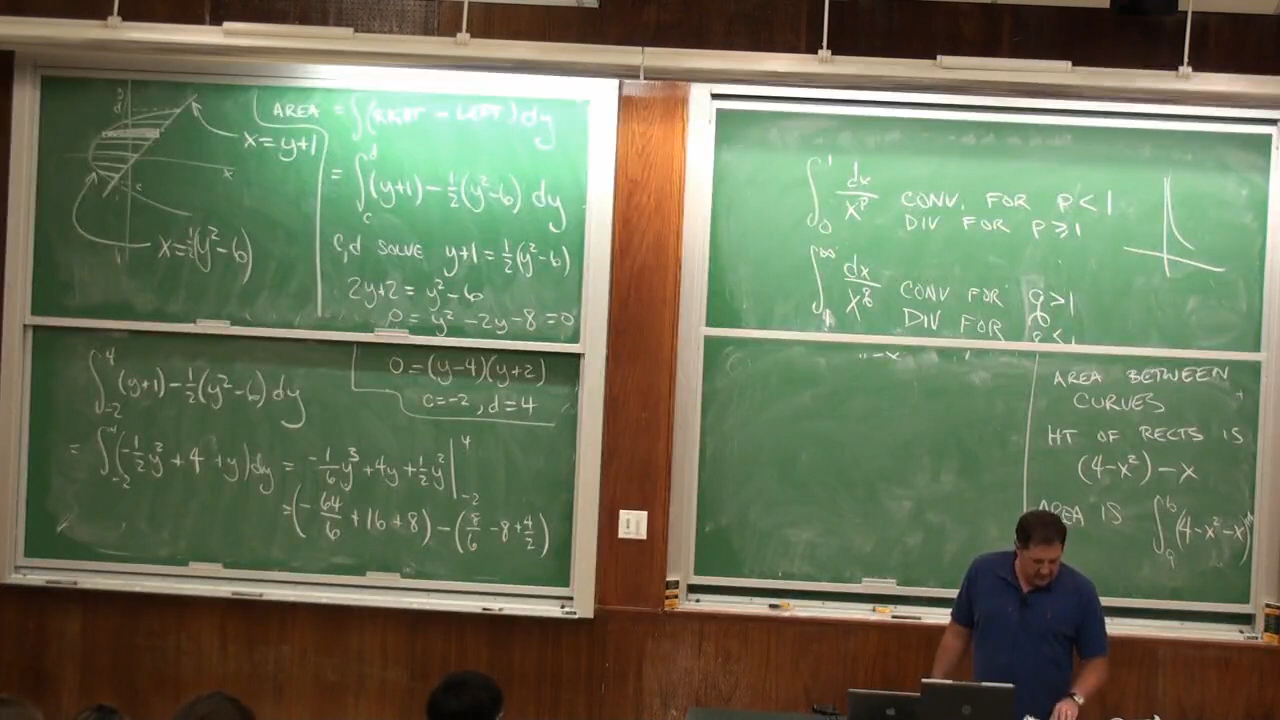 y
d
x
c
x=y+1
x=½(y²-6)
AREA = ∫(RIGHT - LEFT) dy
= ∫_c^d (y+1) - ½(y²-6) dy
c,d SOLVE y+1 = ½(y²-6)
2y+2 = y²-6
0 = y²-2y-8=0
0=(y-4)(y+2)
c=-2, d=4
∫_{-2}^4 (y+1)-½(y²-6) dy
= ∫_{-2}^4 (-½y²+4+y)dy = -1/6 y³+4y+½y² |_{-2}^4
=(-64/6+16+8)-(8/6-8+4/2)
∫_0^1 dx/x^p CONV. FOR p<1
DIV FOR p≥1
∫_1^∞ dx/x^q CONV FOR q>1
DIV FOR
AREA BETWEEN
CURVES
HT OF RECTS IS
(4-x²)-x
AREA IS ∫_a^b (4-x²-x)